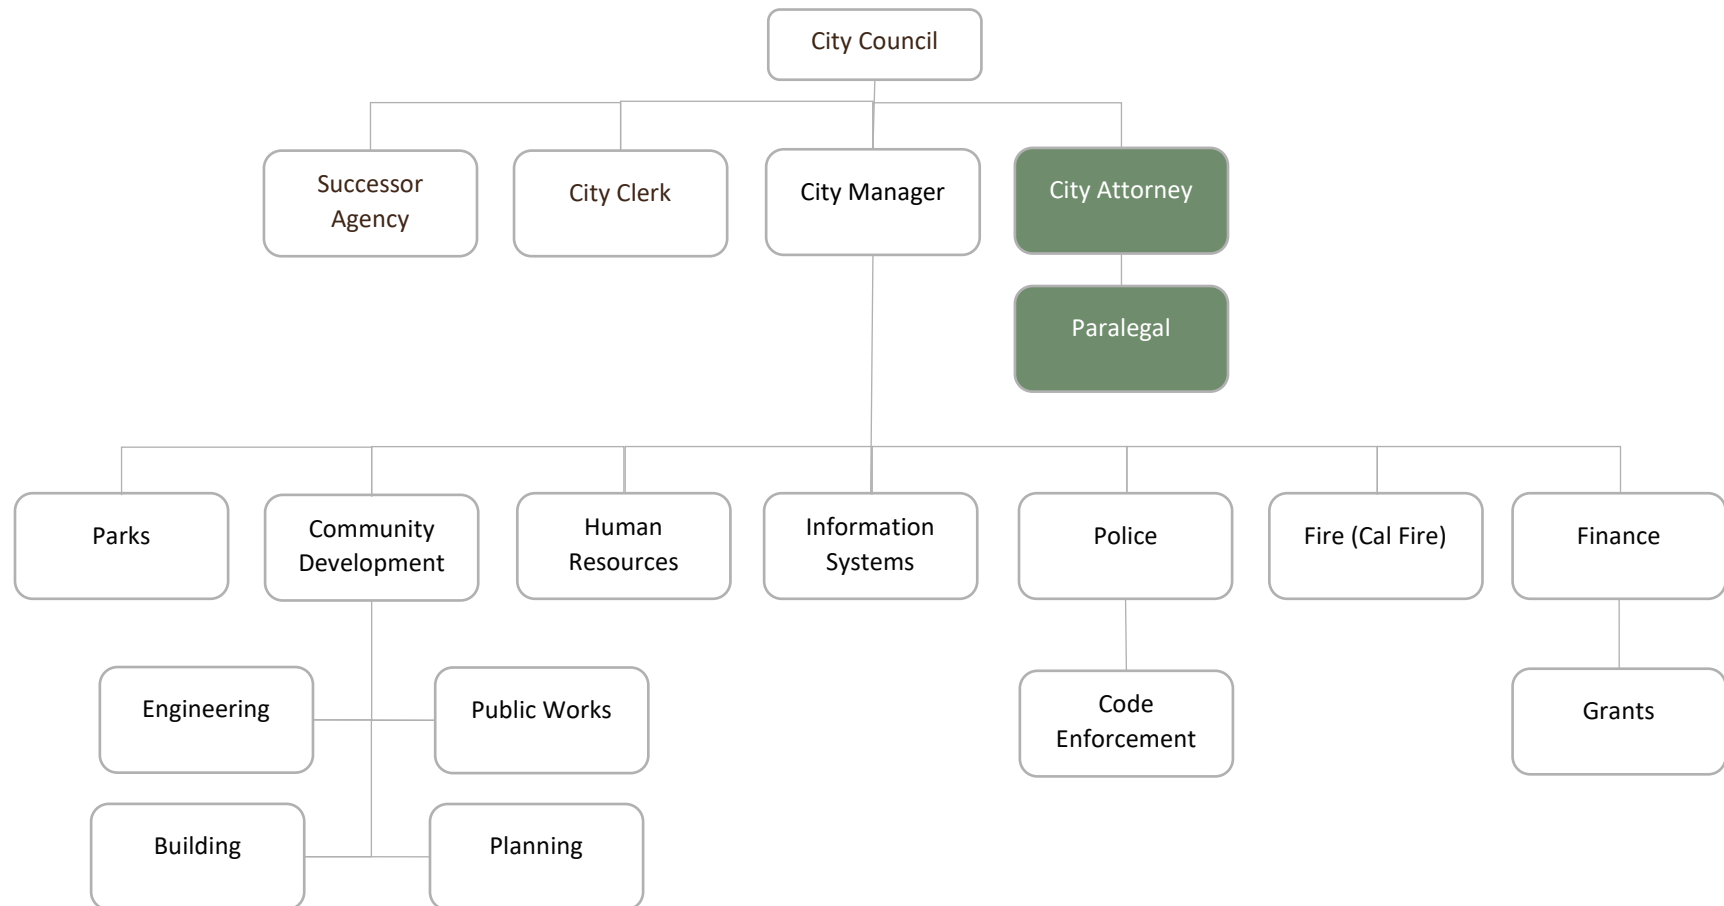 City Council
Successor
Agency
City Clerk
City Manager
City Attorney
Paralegal
Parks
Community
Development
Human
Resources
Information
Systems
Police
Fire (Cal Fire)
Finance
Engineering
Public Works
Code
Enforcement
Grants
Building
Planning